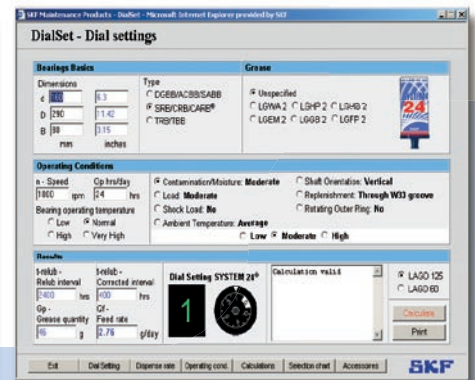 SKF Maintenance Products - DialSet - Microsoft Internet Explorer provided by SKF
DialSet - Dial settings
Bearings Basics
Dimensions
d 160 6.3
D 290 11.42
B 80 3.15
mm inches
Type
DGBB/ACBB/SABB
SRB/CRB/CARB®
TRB/TBB
Grease
Unspecified
LGWA 2 LGHP 2 LGHB 2
LGEM 2 LGGB 2 LGFP 2
24
Operating Conditions
n - Speed Op hrs/day
1800 rpm 24 hrs
Bearing operating temperature
Low Normal
High Very High
Contamination/Moisture: Moderate
Load: Moderate
Shock Load: No
Ambient Temperature: Average
Shaft Orientation: Vertical
Replenishment: Through W33 groove
Rotating Outer Ring: No
Low Moderate High
Results
t-relub - Relub interval
2400 hrs
t-relub - Corrected interval
400 hrs
Gp - Grease quantity
46 g
Gf - Feed rate
2.76 g/day
Dial Setting SYSTEM 24®
1
Calculation valid
LAGD 125
LAGD 60
Calculate
Print
Exit Dial Setting Dispense rate Operating cond. Calculations Selection chart Accessories SKF